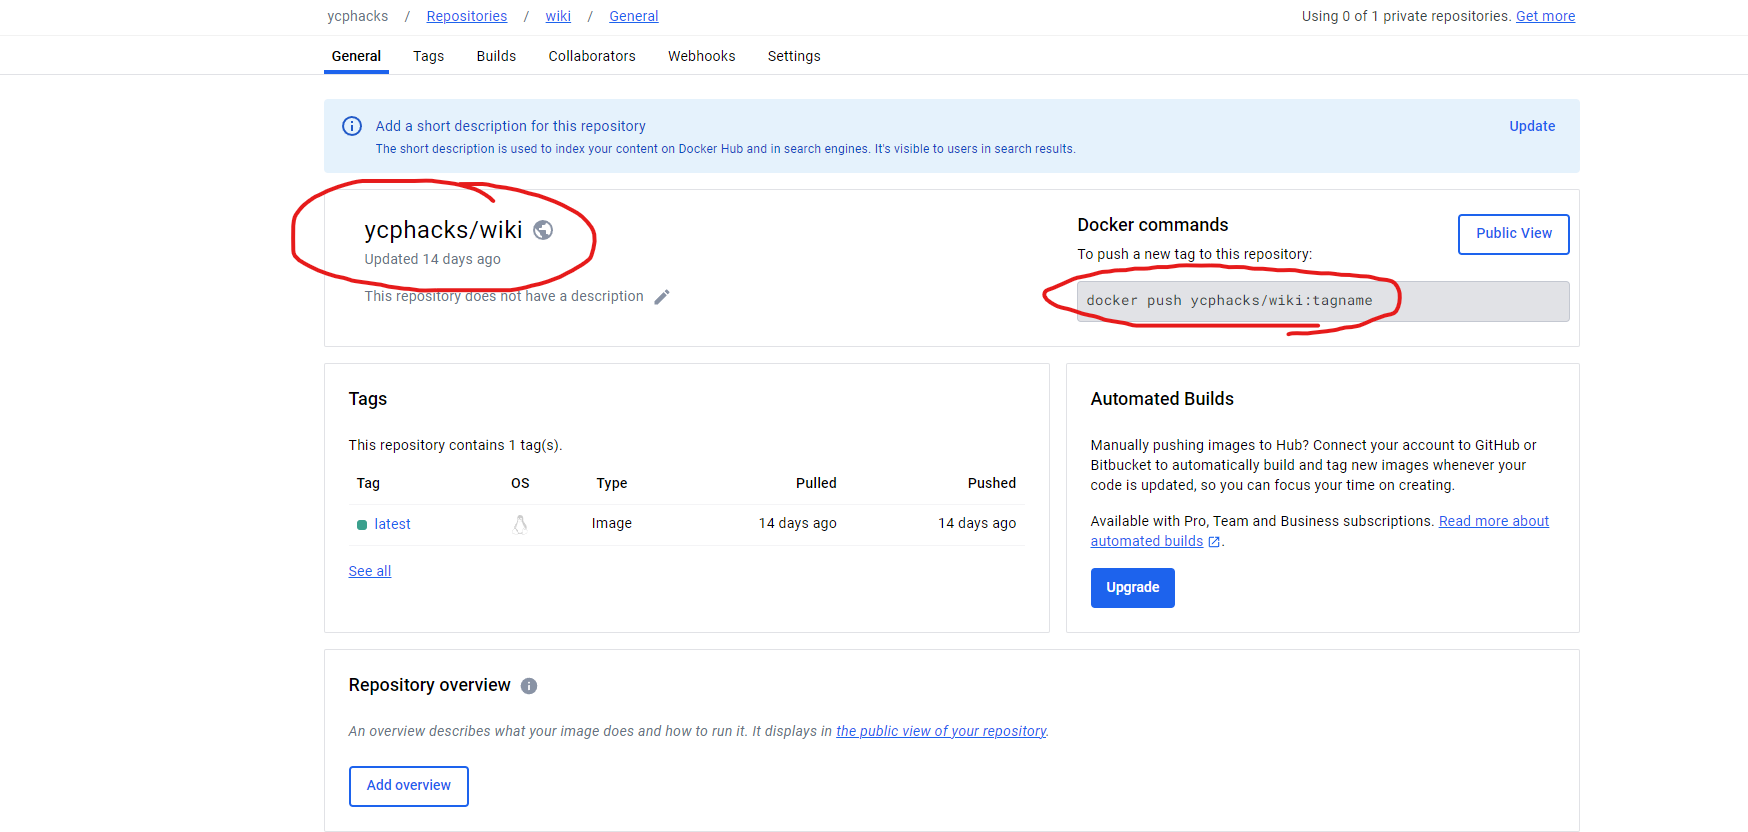 ycphacks / Repositories / wiki / General
Using 0 of 1 private repositories. Get more
General Tags Builds Collaborators Webhooks Settings
Add a short description for this repository
Update
The short description is used to index your content on Docker Hub and in search engines. It's visible to users in search results.
ycphacks/wiki
Updated 14 days ago
This repository does not have a description
Docker commands
Public View
To push a new tag to this repository:
docker push ycphacks/wiki:tagname
Tags
This repository contains 1 tag(s).
Tag OS Type Pulled Pushed
latest Image 14 days ago 14 days ago
See all
Automated Builds
Manually pushing images to Hub? Connect your account to GitHub or
Bitbucket to automatically build and tag new images whenever your
code is updated, so you can focus your time on creating.
Available with Pro, Team and Business subscriptions. Read more about
automated builds.
Upgrade
Repository overview
An overview describes what your image does and how to run it. It displays in the public view of your repository.
Add overview